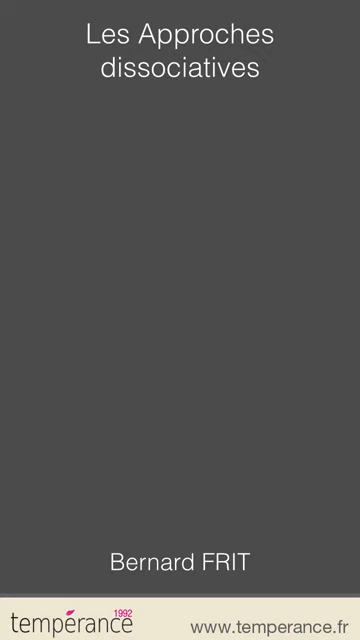 Les Approches
dissociatives
Bernard FRIT
1992
tempérance
www.temperance.fr